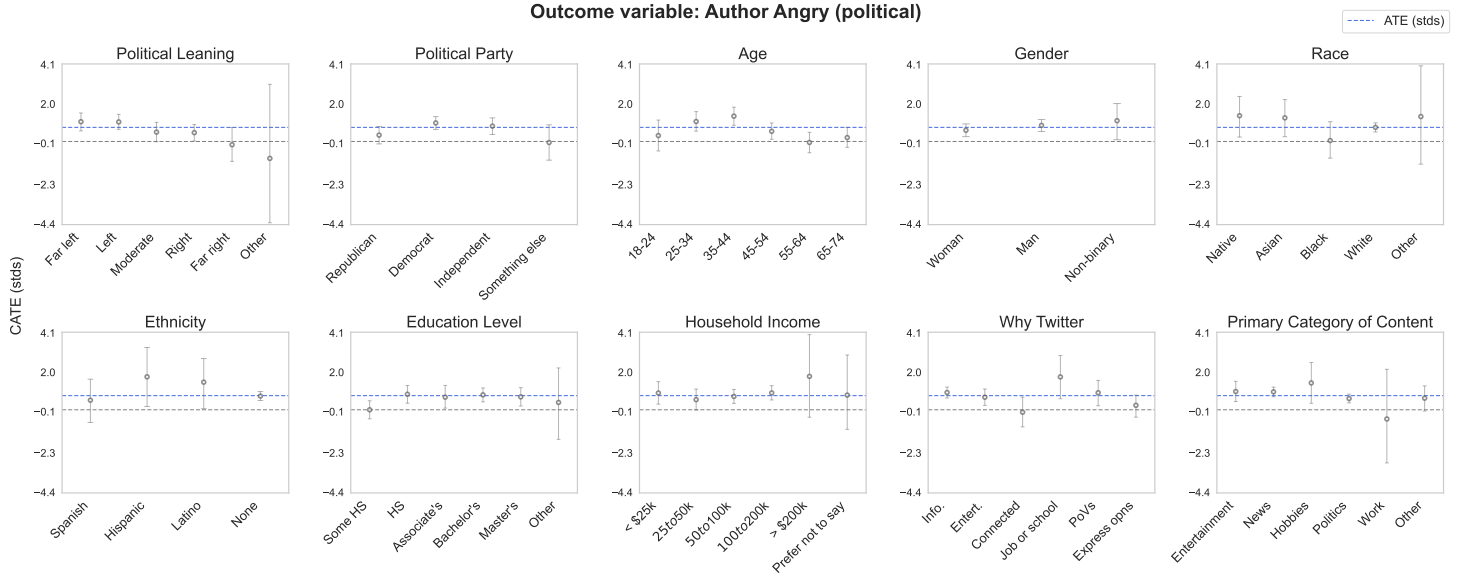 Outcome variable: Author Angry (political)
ATE (stds)
CATE (stds)
Political Leaning
4.1
2.0
−0.1
−2.3
−4.4
Far left
Left
Moderate
Right
Far right
Other
Political Party
4.1
2.0
−0.1
−2.3
−4.4
Republican
Democrat
Independent
Something else
Age
4.1
2.0
−0.1
−2.3
−4.4
18-24
25-34
35-44
45-54
55-64
65-74
Gender
4.1
2.0
−0.1
−2.3
−4.4
Woman
Man
Non-binary
Race
4.1
2.0
−0.1
−2.3
−4.4
Native
Asian
Black
White
Other
Ethnicity
4.1
2.0
−0.1
−2.3
−4.4
Spanish
Hispanic
Latino
None
Education Level
4.1
2.0
−0.1
−2.3
−4.4
Some HS
HS
Associate's
Bachelor's
Master's
Other
Household Income
4.1
2.0
−0.1
−2.3
−4.4
< $25k
25to50k
50to100k
100to200k
> $200k
Prefer not to say
Why Twitter
4.1
2.0
−0.1
−2.3
−4.4
Info.
Entert.
Connected
Job or school
PoVs
Express opns
Primary Category of Content
4.1
2.0
−0.1
−2.3
−4.4
Entertainment
News
Hobbies
Politics
Work
Other